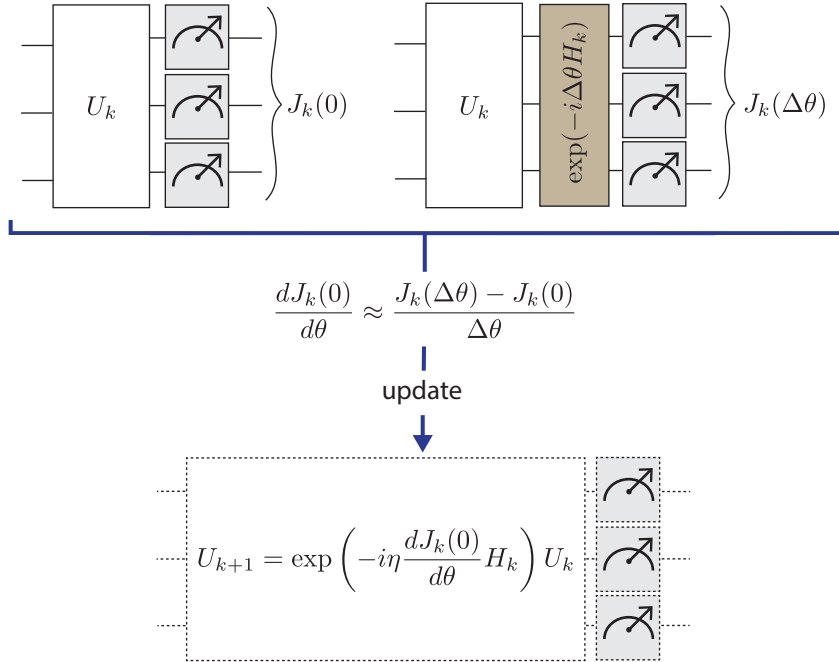 U_k
J_k(0)
U_k
exp(−iΔθH_k)
J_k(Δθ)
dJ_k(0)/dθ ≈ (J_k(Δθ) − J_k(0))/Δθ
update
U_{k+1} = exp(−iη dJ_k(0)/dθ H_k) U_k